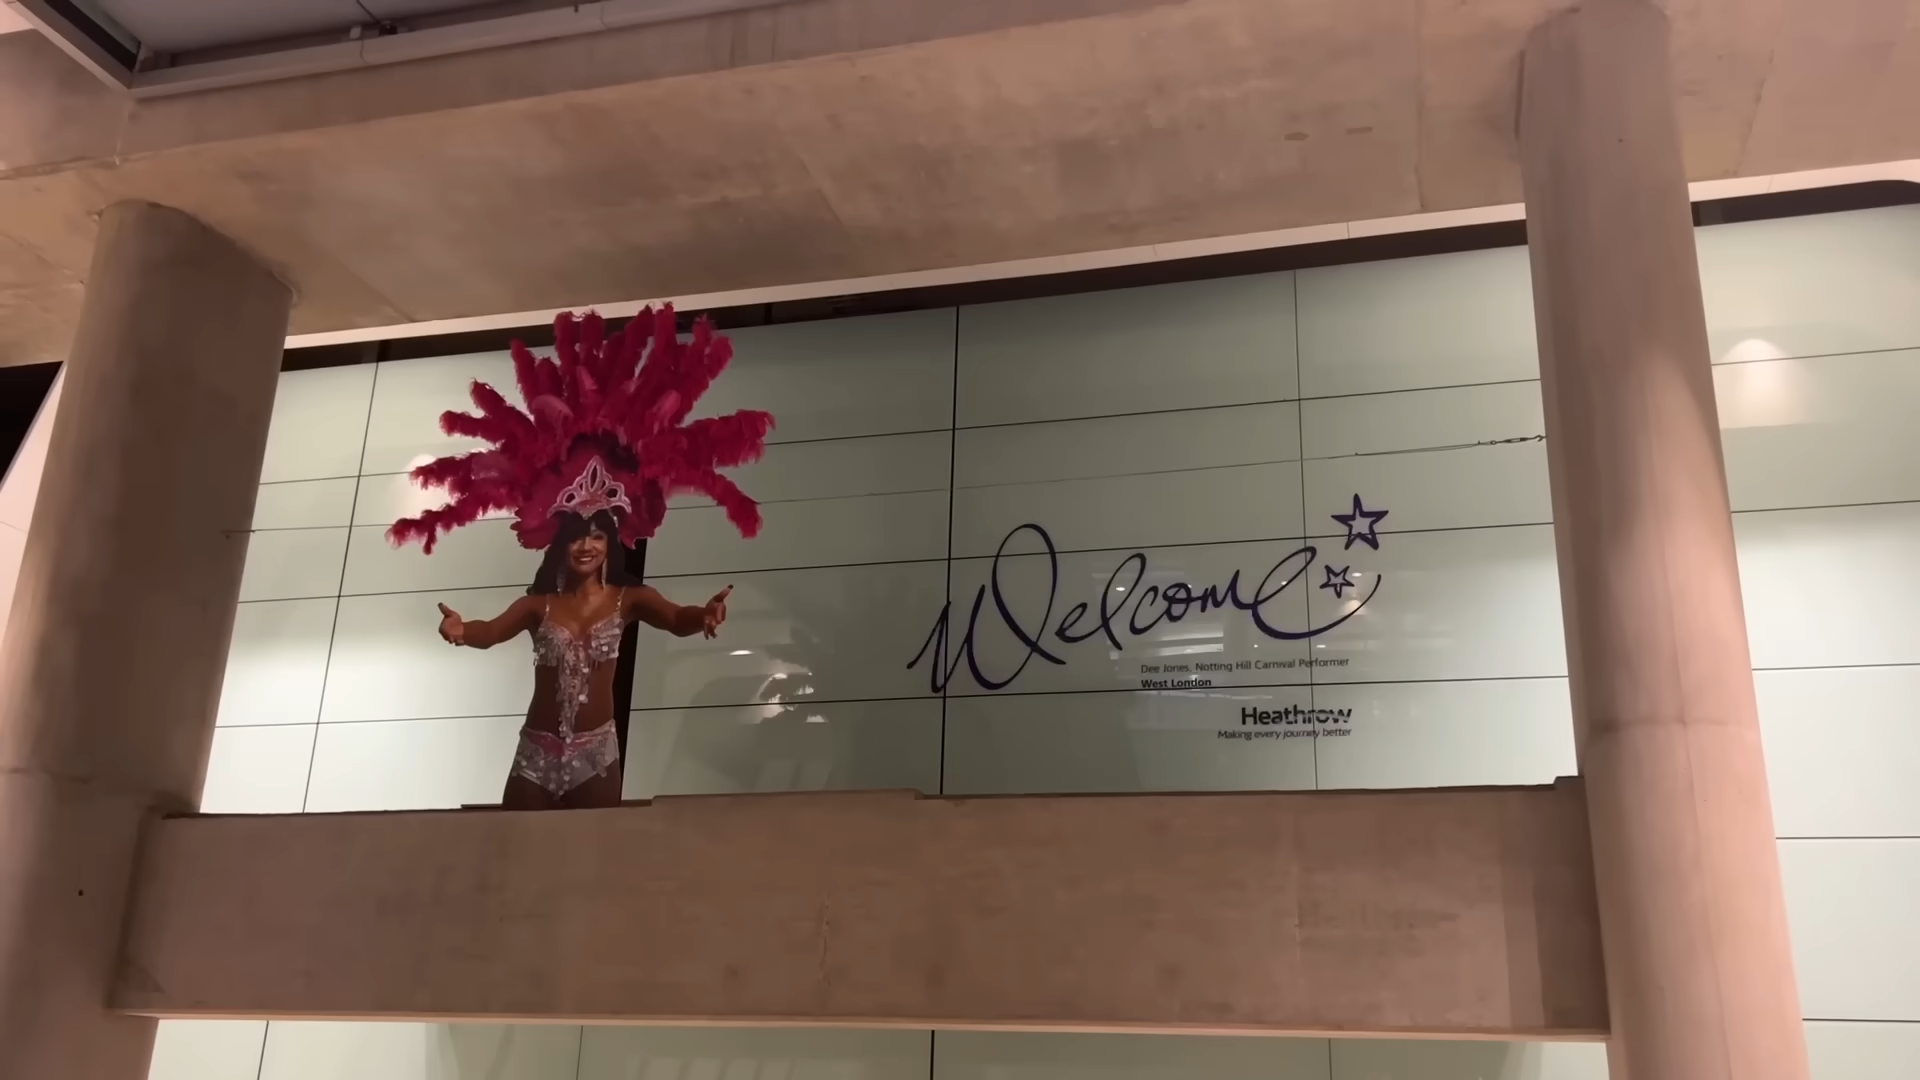 Welcome
Dee Jones, Notting Hill Carnival Performer
West London
Heathrow
Making every journey better